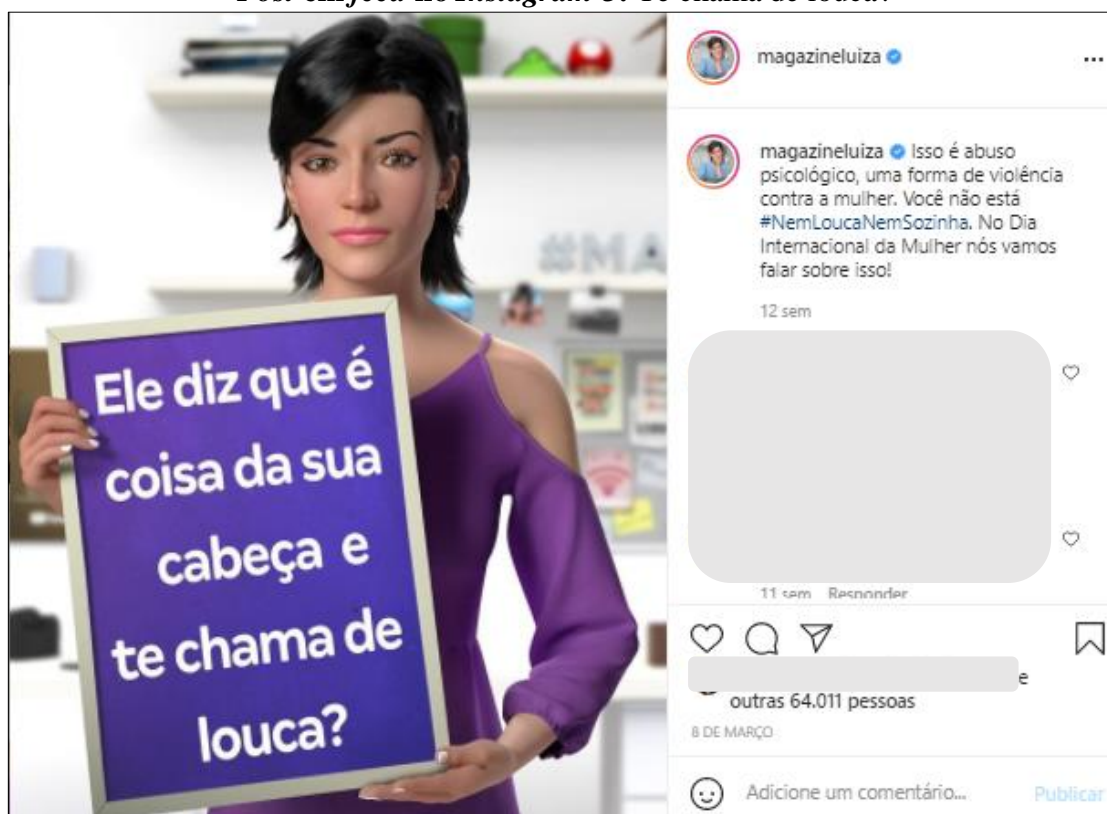 magazineluiza
Ele diz que é
coisa da sua
cabeça e
te chama de
louca?
#MA
magazineluiza Isso é abuso
psicológico, uma forma de violência
contra a mulher. Você não está
#NemLoucaNemSozinha. No Dia
Internacional da Mulher nós vamos
falar sobre isso!
12 sem
11 sem Responder
e
outras 64.011 pessoas
8 DE MARÇO
Adicione um comentário... Publicar